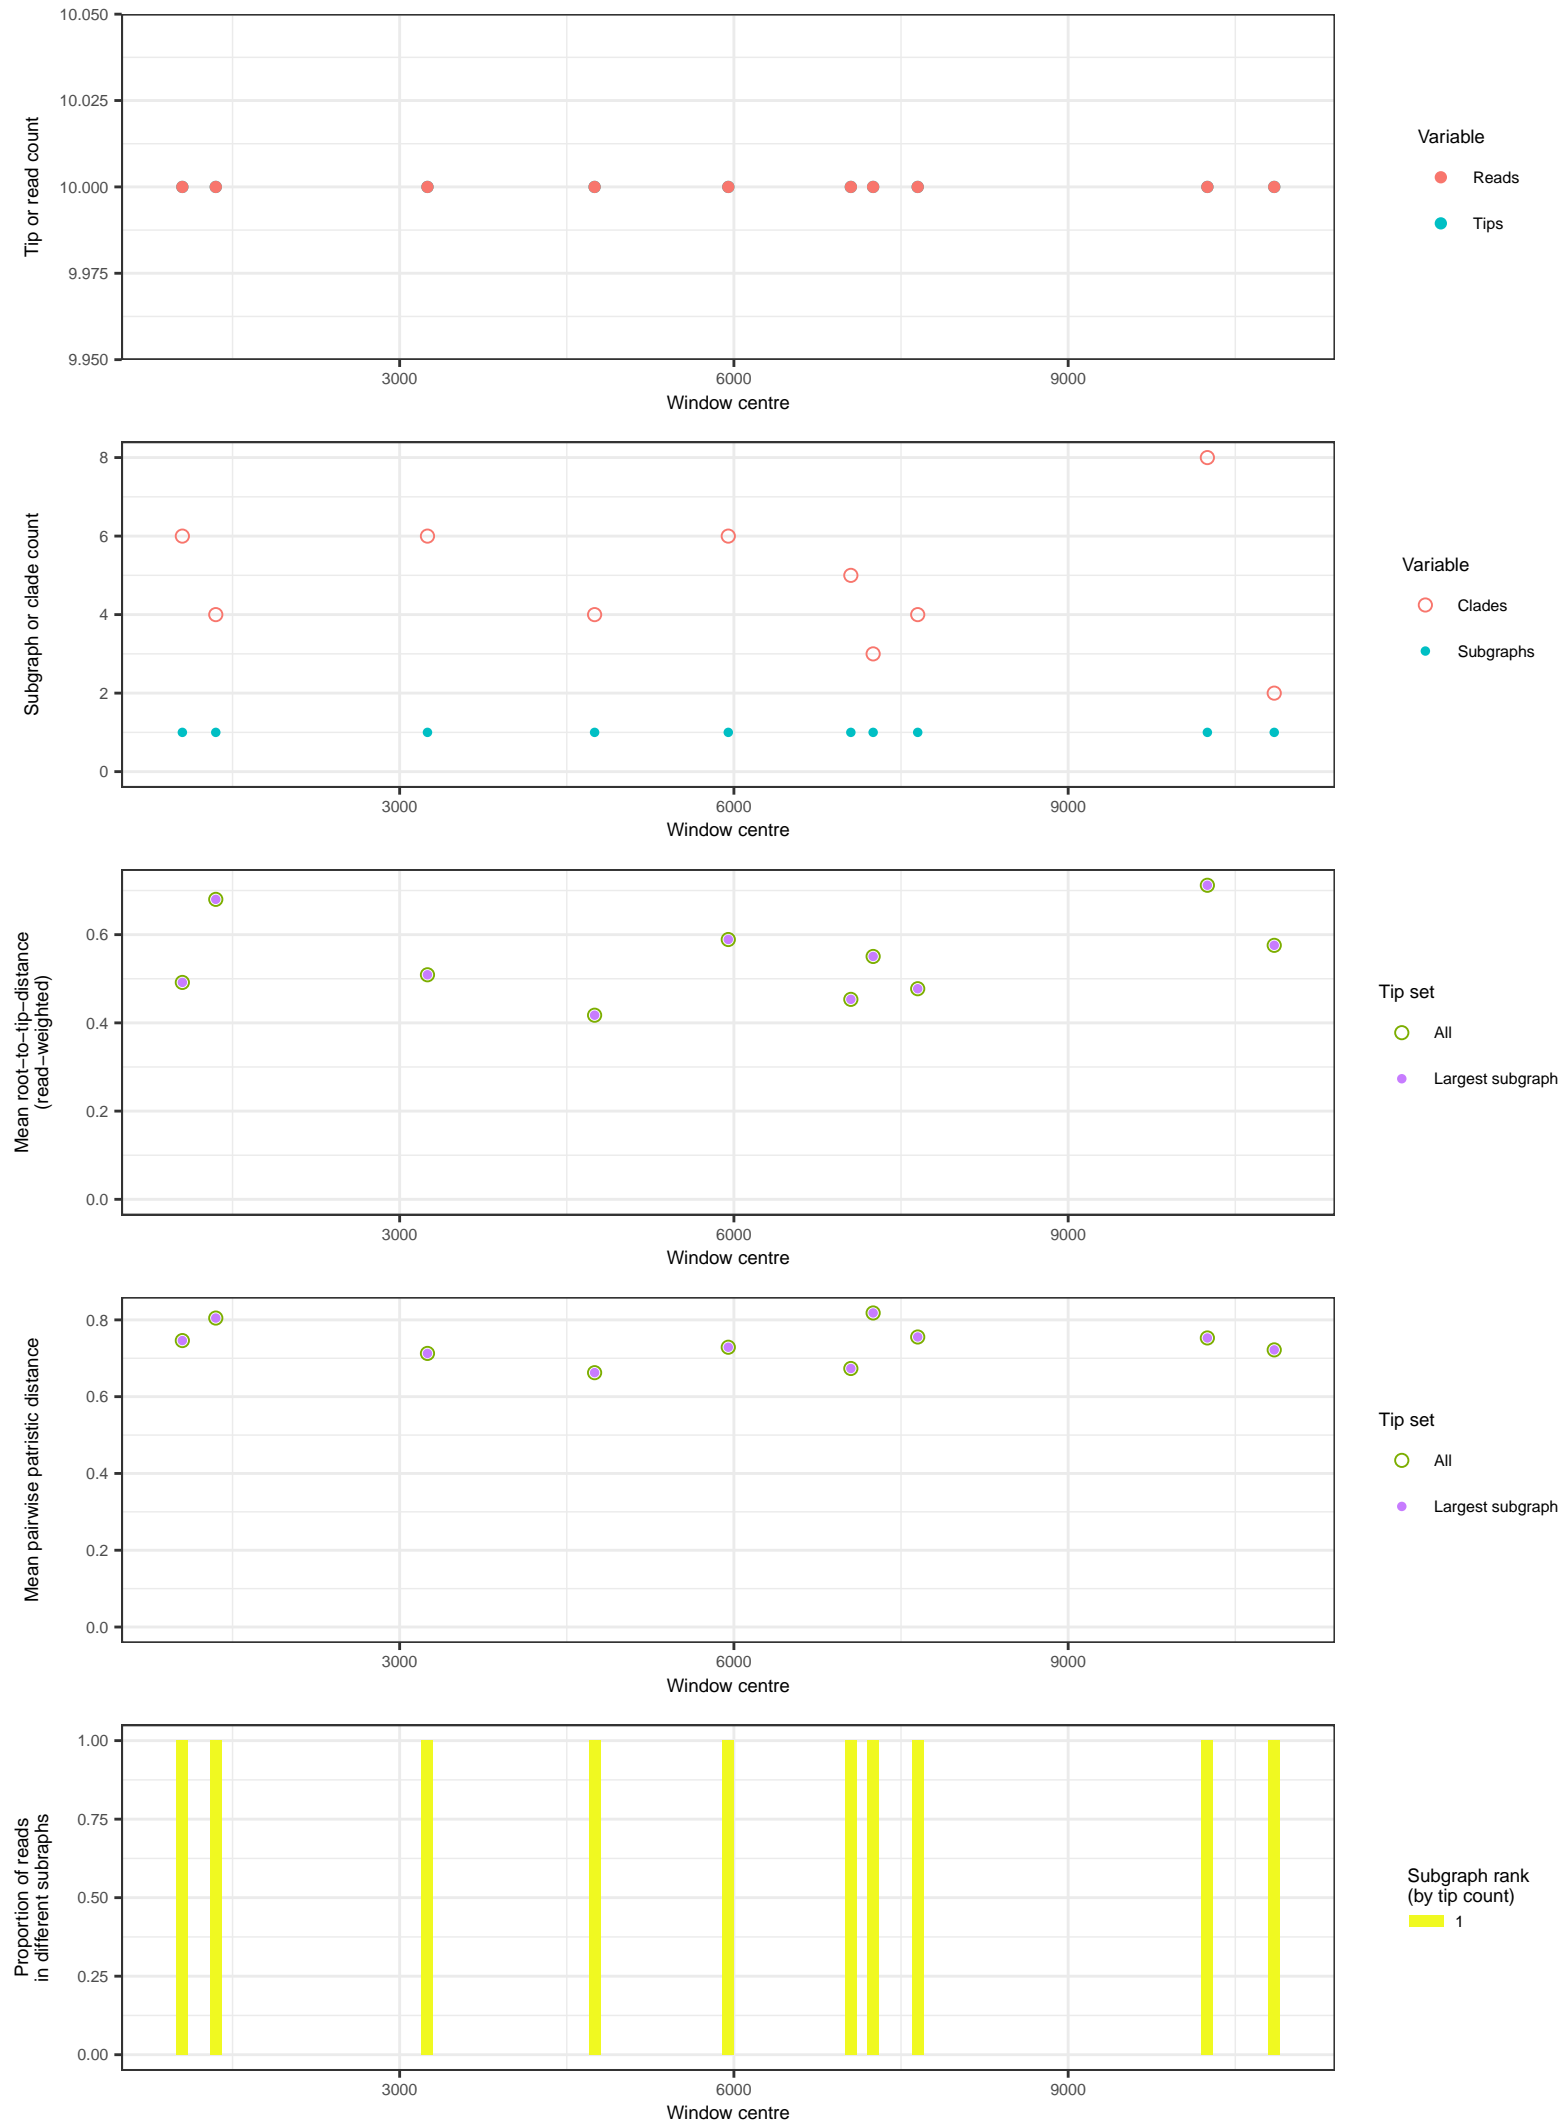 10.050
10.025
10.000
9.975
9.950
Tip or read count
3000
6000
9000
Window centre
Variable
Reads
Tips
8
6
4
2
0
Subgraph or clade count
3000
6000
9000
Window centre
Variable
Clades
Subgraphs
0.6
0.4
0.2
0.0
Mean root−to−tip−distance
(read−weighted)
3000
6000
9000
Window centre
Tip set
All
Largest subgraph
0.8
0.6
0.4
0.2
0.0
Mean pairwise patristic distance
3000
6000
9000
Window centre
Tip set
All
Largest subgraph
1.00
0.75
0.50
0.25
0.00
Proportion of reads
in different subraphs
3000
6000
9000
Window centre
Subgraph rank
(by tip count)
1